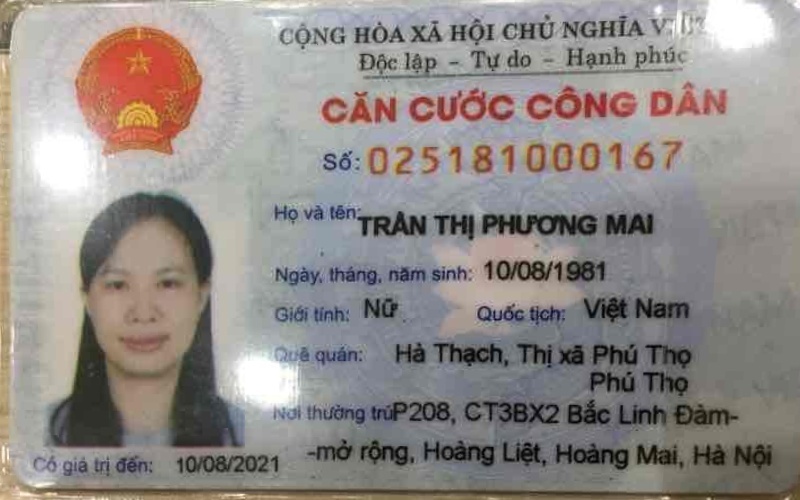 CỘNG HÒA XÃ HỘI CHỦ NGHĨA
Độc lập - Tự do - Hạnh phúc
CĂN CƯỚC CÔNG DÂN
Số: 025181000167
Họ và tên: TRẦN THỊ PHƯƠNG MAI
Ngày, tháng, năm sinh: 10/08/1981
Giới tính: Nữ Quốc tịch: Việt Nam
Quê quán: Hà Thạch, Thị xã Phú Thọ
Phú Thọ
Nơi thường trú: P208, CT3BX2 Bắc Linh Đàm-
-mở rộng, Hoàng Liệt, Hoàng Mai, Hà Nội
Có giá trị đến: 10/08/2021